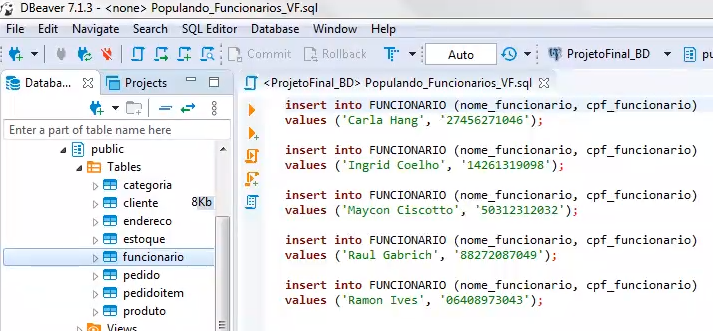 DBeaver 7.1.3 - <none> Populando_Funcionarios_VF.sql
File Edit Navigate Search SQL Editor Database Window Help
Commit Rollback Auto ProjetoFinal_BD
Databa... Projects <ProjetoFinal_BD> Populando_Funcionarios_VF.sql
Enter a part of table name here
public
Tables
categoria
cliente 8Kb
endereco
estoque
funcionario
pedido
pedidoitem
produto
Views
insert into FUNCIONARIO (nome_funcionario, cpf_funcionario)
values ('Carla Hang', '27456271046');
insert into FUNCIONARIO (nome_funcionario, cpf_funcionario)
values ('Ingrid Coelho', '14261319098');
insert into FUNCIONARIO (nome_funcionario, cpf_funcionario)
values ('Maycon Ciscotto', '50312312032');
insert into FUNCIONARIO (nome_funcionario, cpf_funcionario)
values ('Raul Gabrich', '88272087049');
insert into FUNCIONARIO (nome_funcionario, cpf_funcionario)
values ('Ramon Ives', '06408973043');